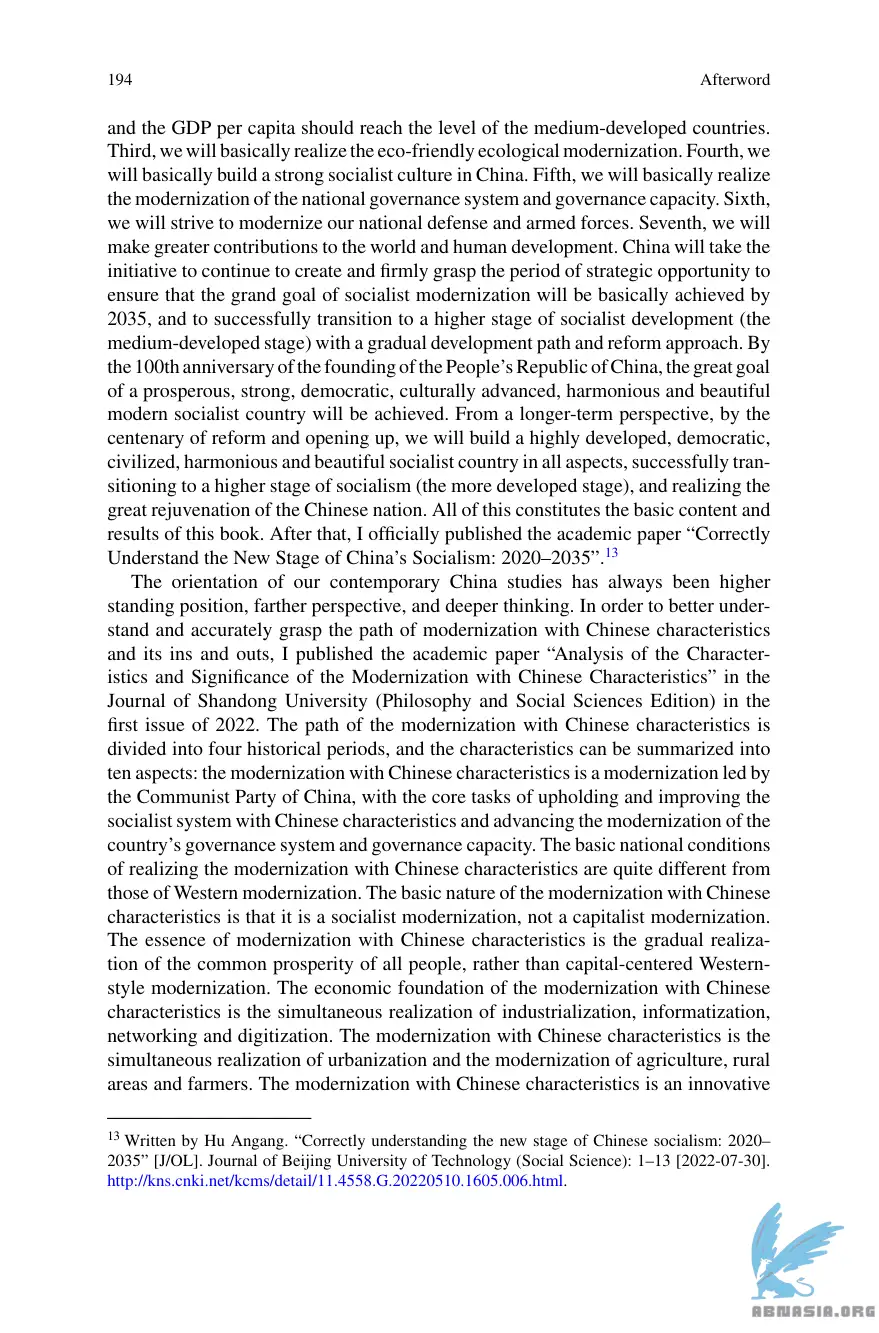 194 Afterword
and the GDP per capita should reach the level of the medium-developed countries.
Third, we will basically realize the eco-friendly ecological modernization. Fourth, we
will basically build a strong socialist culture in China. Fifth, we will basically realize
the modernization of the national governance system and governance capacity. Sixth,
we will strive to modernize our national defense and armed forces. Seventh, we will
make greater contributions to the world and human development. China will take the
initiative to continue to create and firmly grasp the period of strategic opportunity to
ensure that the grand goal of socialist modernization will be basically achieved by
2035, and to successfully transition to a higher stage of socialist development (the
medium-developed stage) with a gradual development path and reform approach. By
the 100th anniversary of the founding of the People's Republic of China, the great goal
of a prosperous, strong, democratic, culturally advanced, harmonious and beautiful
modern socialist country will be achieved. From a longer-term perspective, by the
centenary of reform and opening up, we will build a highly developed, democratic,
civilized, harmonious and beautiful socialist country in all aspects, successfully tran-
sitioning to a higher stage of socialism (the more developed stage), and realizing the
great rejuvenation of the Chinese nation. All of this constitutes the basic content and
results of this book. After that, I officially published the academic paper “Correctly
Understand the New Stage of China's Socialism: 2020–2035”.13
The orientation of our contemporary China studies has always been higher
standing position, farther perspective, and deeper thinking. In order to better under-
stand and accurately grasp the path of modernization with Chinese characteristics
and its ins and outs, I published the academic paper “Analysis of the Character-
istics and Significance of the Modernization with Chinese Characteristics” in the
Journal of Shandong University (Philosophy and Social Sciences Edition) in the
first issue of 2022. The path of the modernization with Chinese characteristics is
divided into four historical periods, and the characteristics can be summarized into
ten aspects: the modernization with Chinese characteristics is a modernization led by
the Communist Party of China, with the core tasks of upholding and improving the
socialist system with Chinese characteristics and advancing the modernization of the
country's governance system and governance capacity. The basic national conditions
of realizing the modernization with Chinese characteristics are quite different from
those of Western modernization. The basic nature of the modernization with Chinese
characteristics is that it is a socialist modernization, not a capitalist modernization.
The essence of modernization with Chinese characteristics is the gradual realiza-
tion of the common prosperity of all people, rather than capital-centered Western-
style modernization. The economic foundation of the modernization with Chinese
characteristics is the simultaneous realization of industrialization, informatization,
networking and digitization. The modernization with Chinese characteristics is the
simultaneous realization of urbanization and the modernization of agriculture, rural
areas and farmers. The modernization with Chinese characteristics is an innovative
13 Written by Hu Angang. “Correctly understanding the new stage of Chinese socialism: 2020–
2035” [J/OL]. Journal of Beijing University of Technology (Social Science): 1–13 [2022-07-30].
http://kns.cnki.net/kcms/detail/11.4558.G.20220510.1605.006.html.
ABNASIA.ORG